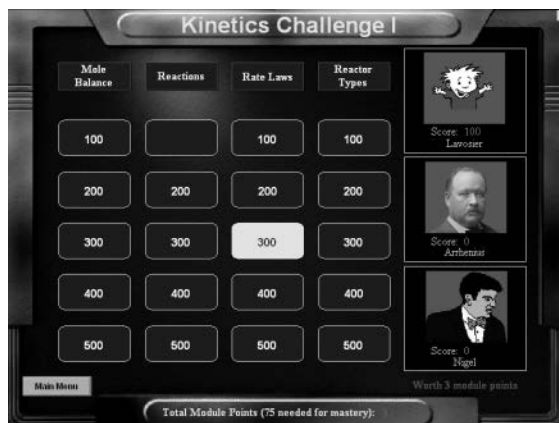 Kinetics Challenge I
Mole
Balance
Reactions
Rate Laws
Reactor
Types
100
100
100
200
200
200
200
300
300
300
300
400
400
400
400
500
500
500
500
Score: 100
Lavosier
Score: 0
Arrhenius
Score: 0
Nigel
Main Menu
Worth 3 module points
Total Module Points (75 needed for mastery):